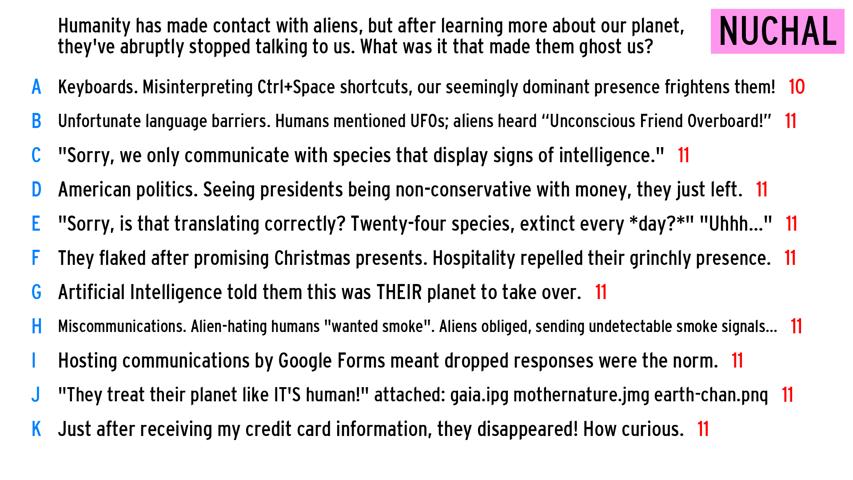 Humanity has made contact with aliens, but after learning more about our planet,
they've abruptly stopped talking to us. What was it that made them ghost us?
NUCHAL
A Keyboards. Misinterpreting Ctrl+Space shortcuts, our seemingly dominant presence frightens them! 10
B Unfortunate language barriers. Humans mentioned UFOs; aliens heard “Unconscious Friend Overboard!” 11
C "Sorry, we only communicate with species that display signs of intelligence." 11
D American politics. Seeing presidents being non-conservative with money, they just left. 11
E "Sorry, is that translating correctly? Twenty-four species, extinct every *day?*" "Uhhh..." 11
F They flaked after promising Christmas presents. Hospitality repelled their grinchly presence. 11
G Artificial Intelligence told them this was THEIR planet to take over. 11
H Miscommunications. Alien-hating humans "wanted smoke". Aliens obliged, sending undetectable smoke signals... 11
I Hosting communications by Google Forms meant dropped responses were the norm. 11
J "They treat their planet like IT'S human!" attached: gaia.ipg mothernature.jmg earth-chan.pnq 11
K Just after receiving my credit card information, they disappeared! How curious. 11